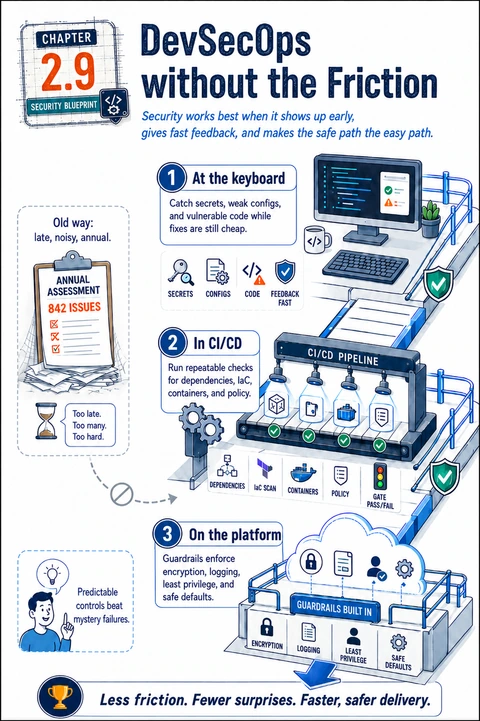 CHAPTER
2.9
SECURITY BLUEPRINT
</>
DevSecOps
without the Friction
Security works best when it shows up early,
gives fast feedback, and makes the safe path the easy path.
1 At the keyboard
Catch secrets, weak configs,
and vulnerable code while
fixes are still cheap.
SECRETS
CONFIGS
</>
CODE
FEEDBACK
FAST
</>
Old way:
late, noisy, annual.
ANNUAL
ASSESSMENT
842 ISSUES
Too late.
Too many.
Too hard.
2 In CI/CD
Run repeatable checks
for dependencies, IaC,
containers, and policy.
CI/CD PIPELINE
DEPENDENCIES
IaC SCAN
CONTAINERS
POLICY
GATE
PASS/FAIL
3 On the platform
Guardrails enforce
encryption, logging,
least privilege, and
safe defaults.
GUARDRAILS BUILT IN
ENCRYPTION
LOGGING
LEAST
PRIVILEGE
SAFE
DEFAULTS
Predictable
controls beat
mystery failures.
Less friction. Fewer surprises. Faster, safer delivery.